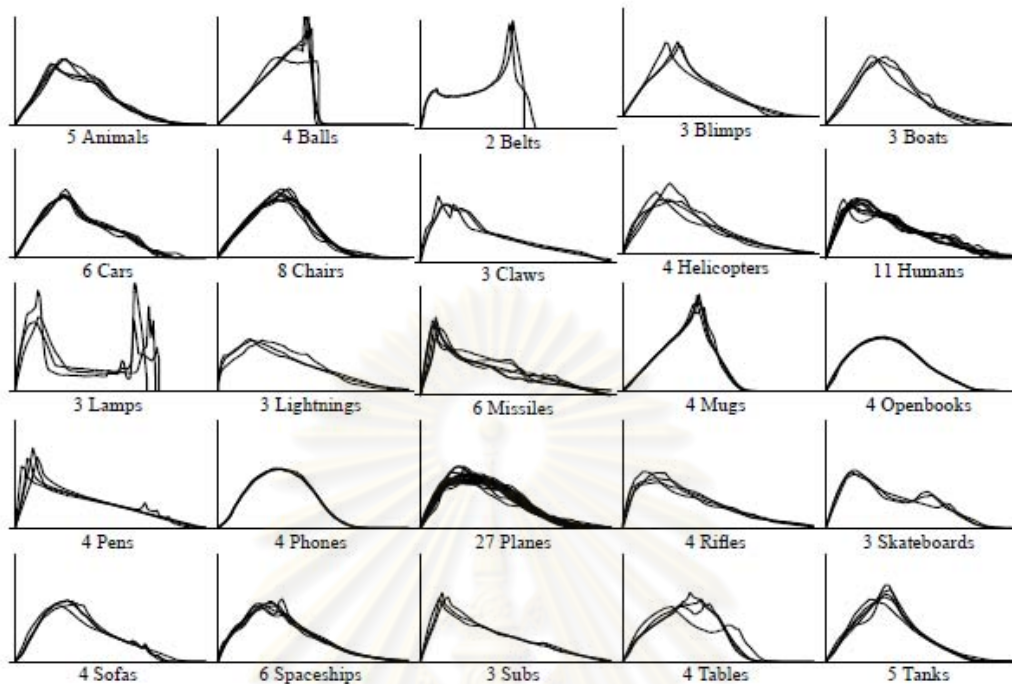 5 Animals
4 Balls
2 Belts
3 Blimps
3 Boats
6 Cars
8 Chairs
3 Claws
4 Helicopters
11 Humans
3 Lamps
3 Lightnings
6 Missiles
4 Mugs
4 Openbooks
4 Pens
4 Phones
27 Planes
4 Rifles
3 Skateboards
4 Sofas
6 Spaceships
3 Subs
4 Tables
5 Tanks